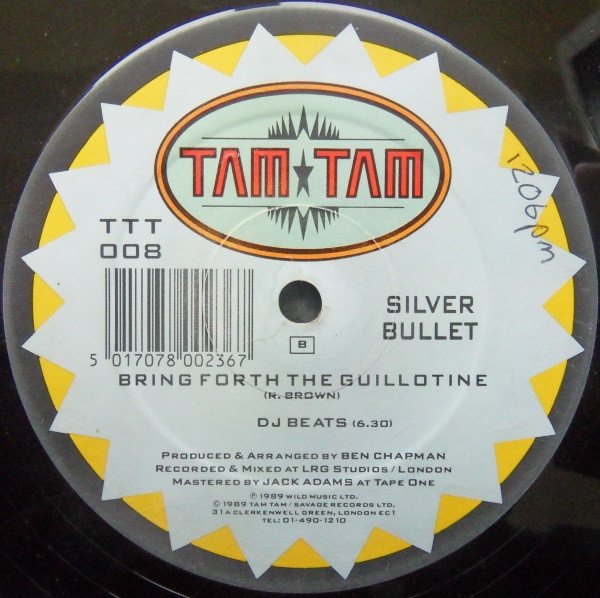 TAM★TAM
TTT
008
120bpm
SILVER
BULLET
B
5 017078 002367
BRING FORTH THE GUILLOTINE
(R. BROWN)
DJ BEATS (6.30)
PRODUCED & ARRANGED BY BEN CHAPMAN
RECORDED & MIXED AT LRG STUDIOS / LONDON
MASTERED BY JACK ADAMS AT TAPE ONE
℗ 1989 WILD MUSIC LTD.
© 1989 TAM TAM / SAVAGE RECORDS LTD.
31A CLERKENWELL GREEN, LONDON EC1
TEL: 01-490-1210